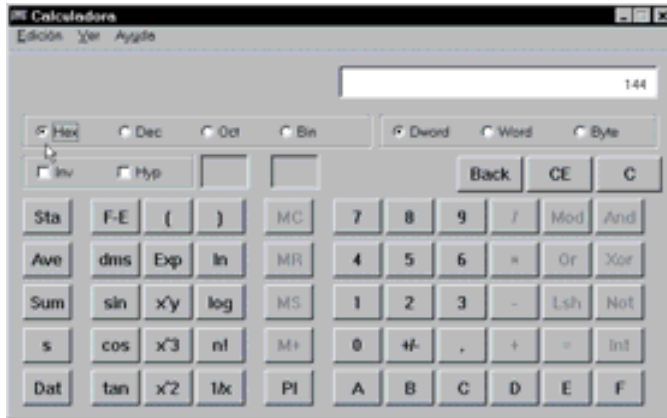 Calculadora
Edición Ver Ayuda
144
Hex Dec Oct Bin Dword Word Byte
Inv Hyp Back CE C
Sta F-E ( ) MC 7 8 9 / Mod And
Ave dms Exp ln MR 4 5 6 * Or Xor
Sum sin x^y log MS 1 2 3 - Lsh Not
s cos x^3 n! M+ 0 +/- , + = Int
Dat tan x^2 1/x PI A B C D E F